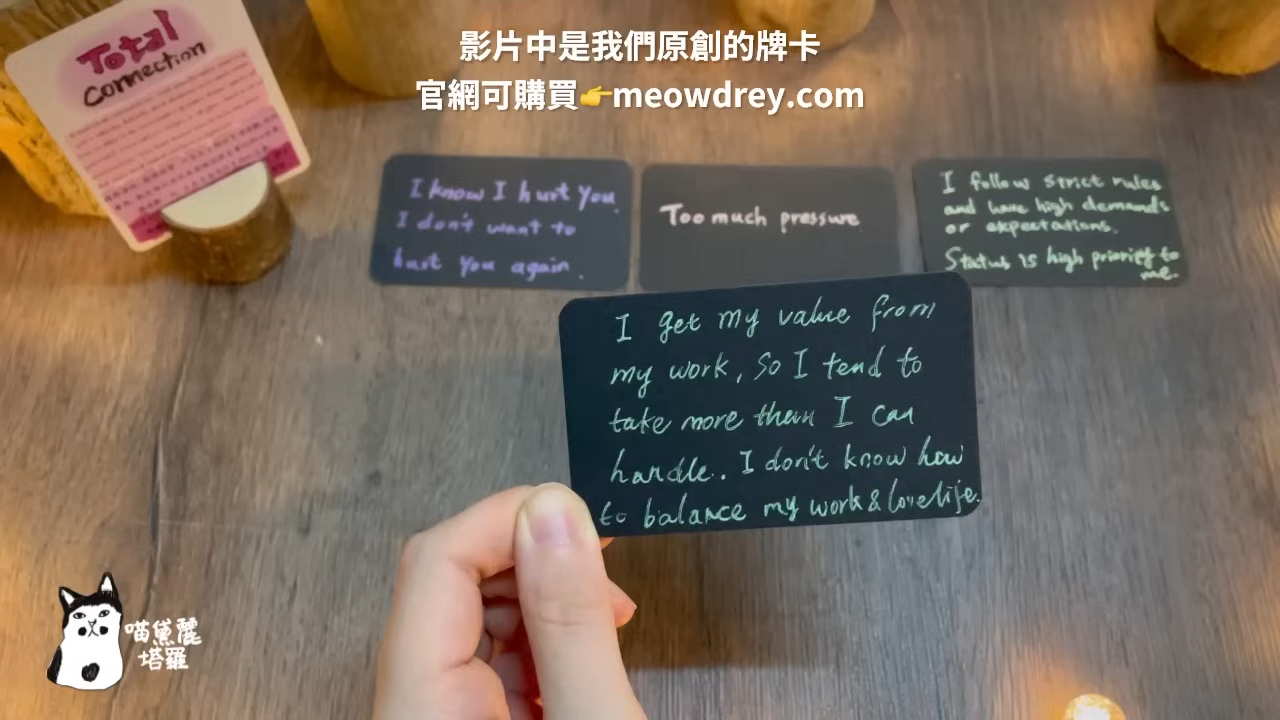 影片中是我們原創的牌卡
官網可購買👉meowdrey.com
Total
connection
I know I hurt you.
I don't want to
hurt you again.
Too much pressure
I follow strict rules
and have high demands
or expectations.
Status is high priority to
me.
I get my value from
my work, so I tend to
take more than I can
handle.. I don't know how
to balance my work & lovelife.
喵黛麗
塔羅